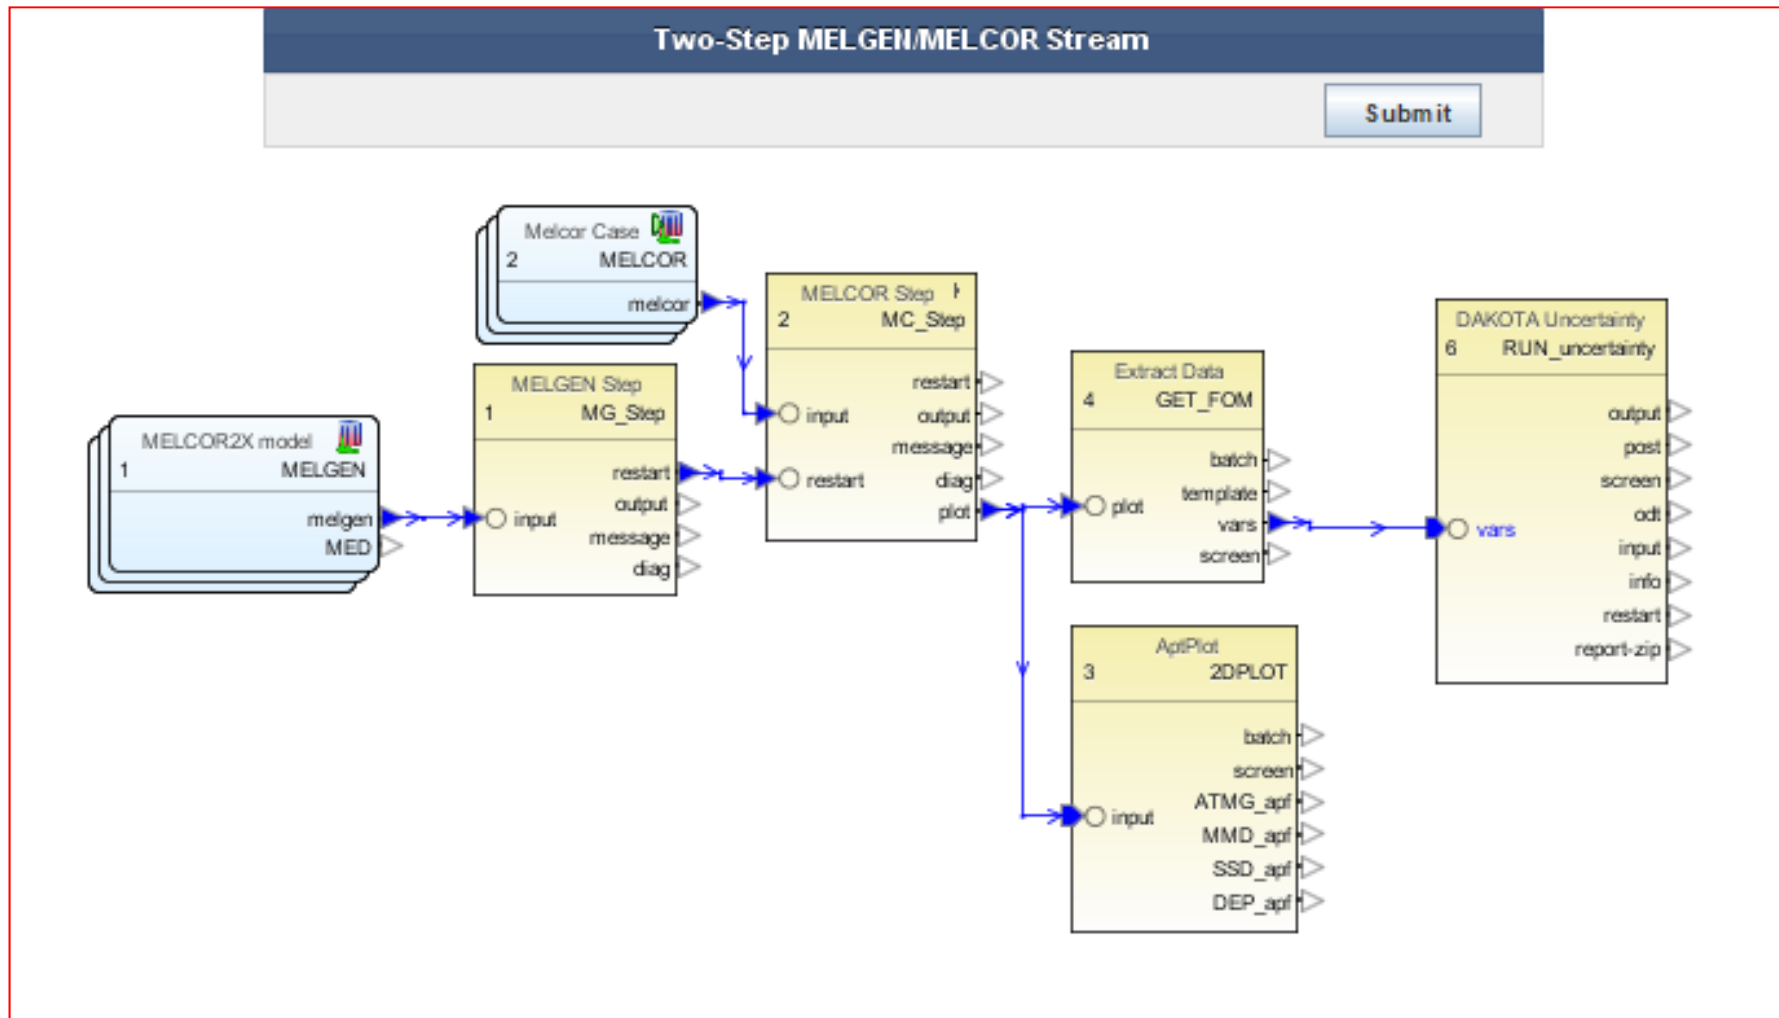 Two-Step MELGEN/MELCOR Stream
Submit
Melcor Case
2 MELCOR
melcor
MELCOR2X model
1 MELGEN
melgen
MED
MELGEN Step
1 MG_Step
input
restart
output
message
diag
MELCOR Step
2 MC_Step
input
restart
restart
output
message
diag
plot
Extract Data
4 GET_FOM
plot
batch
template
vars
screen
AptPlot
3 2DPLOT
input
batch
screen
ATMG_apf
MMD_apf
SSD_apf
DEP_apf
DAKOTA Uncertainty
6 RUN_uncertainty
vars
output
post
screen
odt
input
info
restart
report-zip